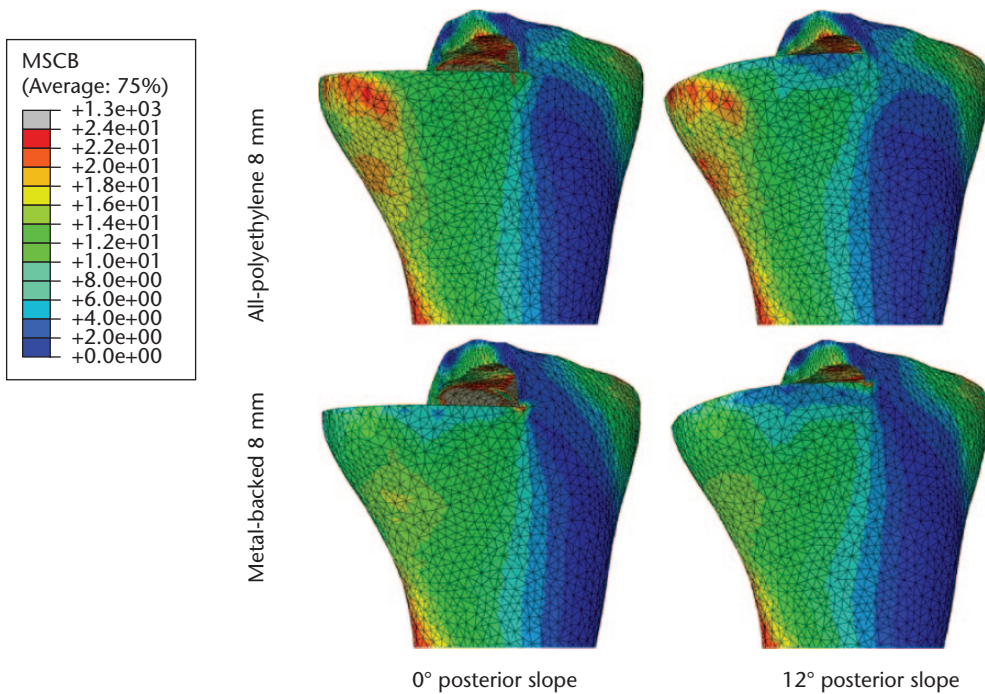 MSCB
(Average: 75%)
+1.3e+03
+2.4e+01
+2.2e+01
+2.0e+01
+1.8e+01
+1.6e+01
+1.4e+01
+1.2e+01
+1.0e+01
+8.0e+00
+6.0e+00
+4.0e+00
+2.0e+00
+0.0e+00
All-polyethylene 8 mm
Metal-backed 8 mm
0° posterior slope
12° posterior slope